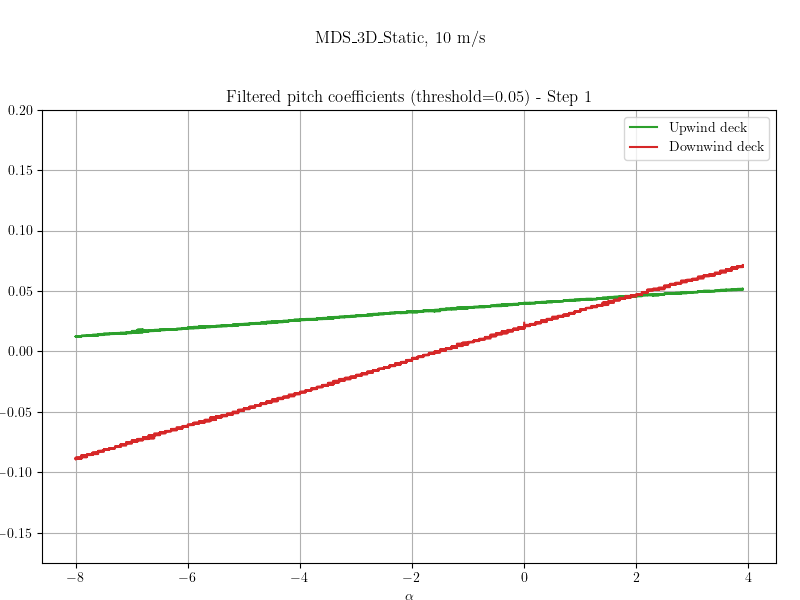 MDS_3D_Static, 10 m/s
Filtered pitch coefficients (threshold=0.05) - Step 1
Upwind deck
Downwind deck
0.20
0.15
0.10
0.05
0.00
−0.05
−0.10
−0.15
−8 −6 −4 −2 0 2 4
α